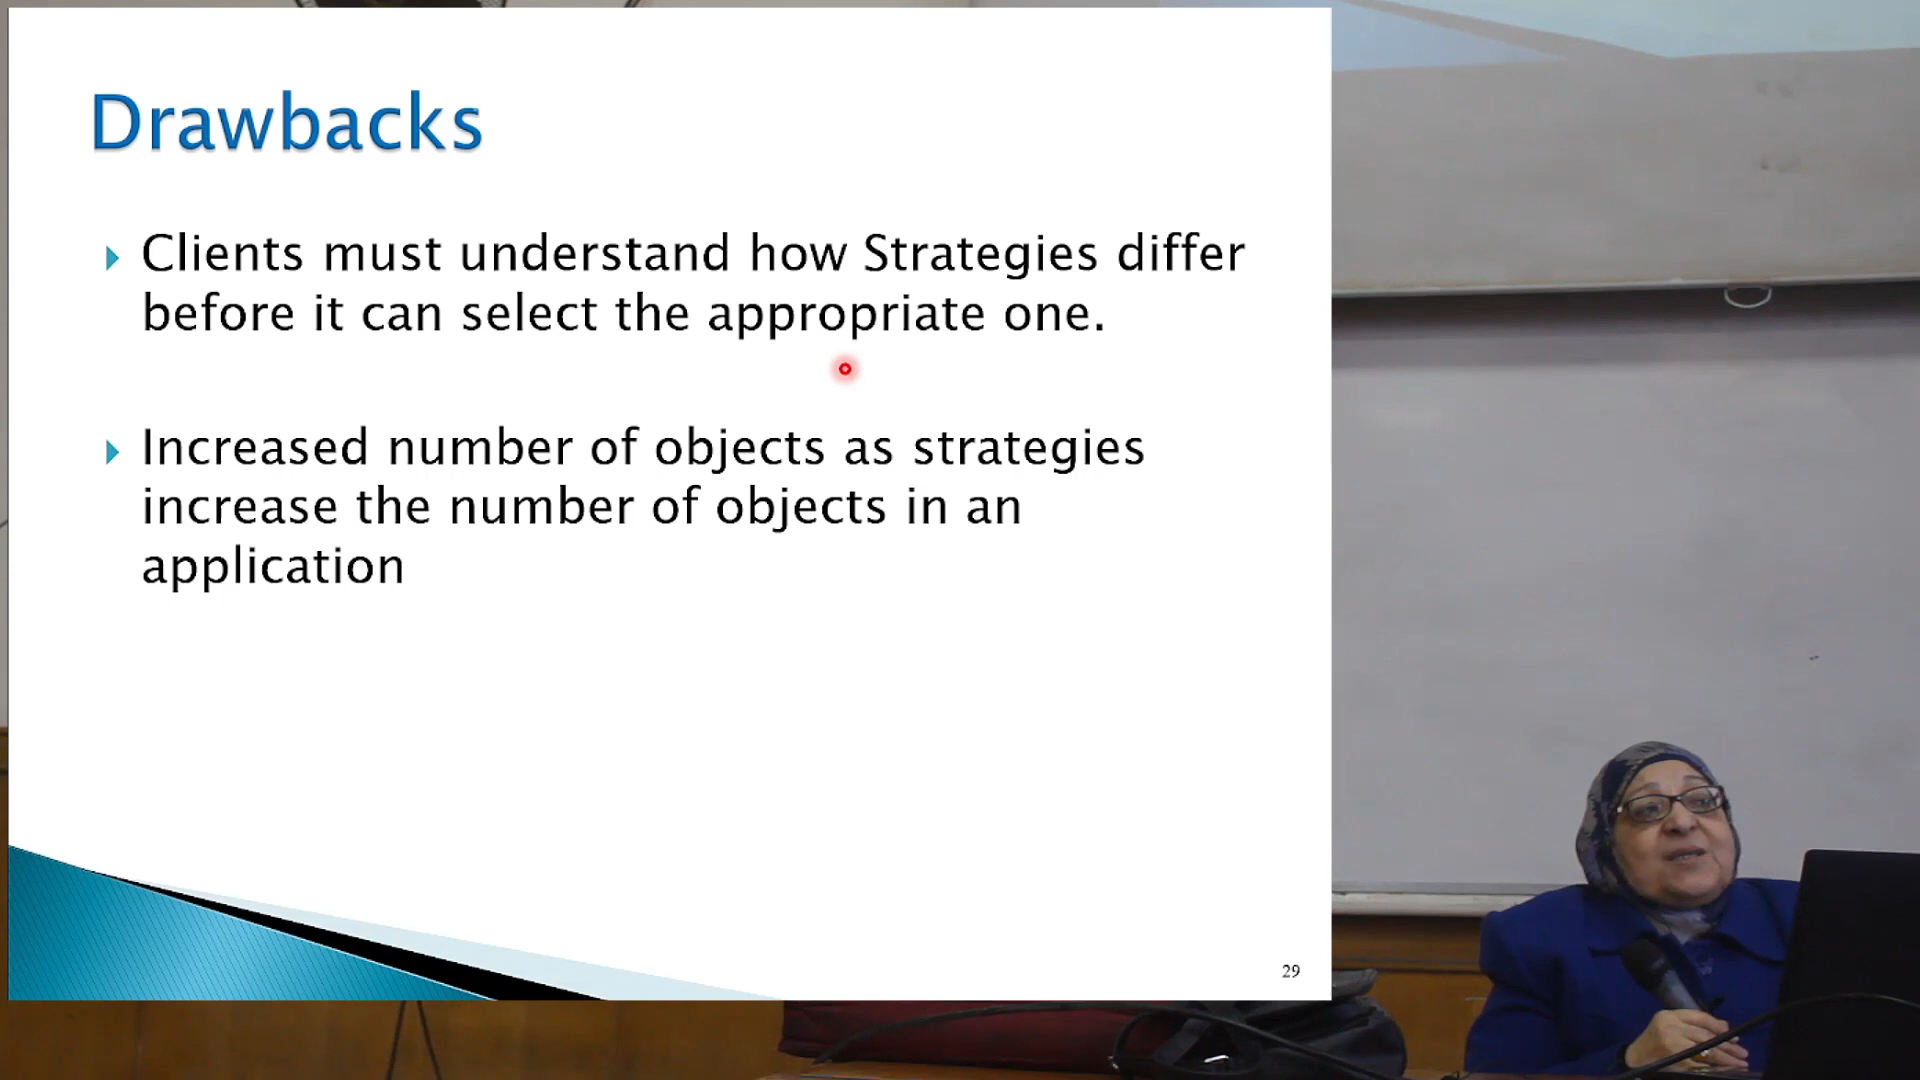 Drawbacks
Clients must understand how Strategies differ
before it can select the appropriate one.
Increased number of objects as strategies
increase the number of objects in an
application
29